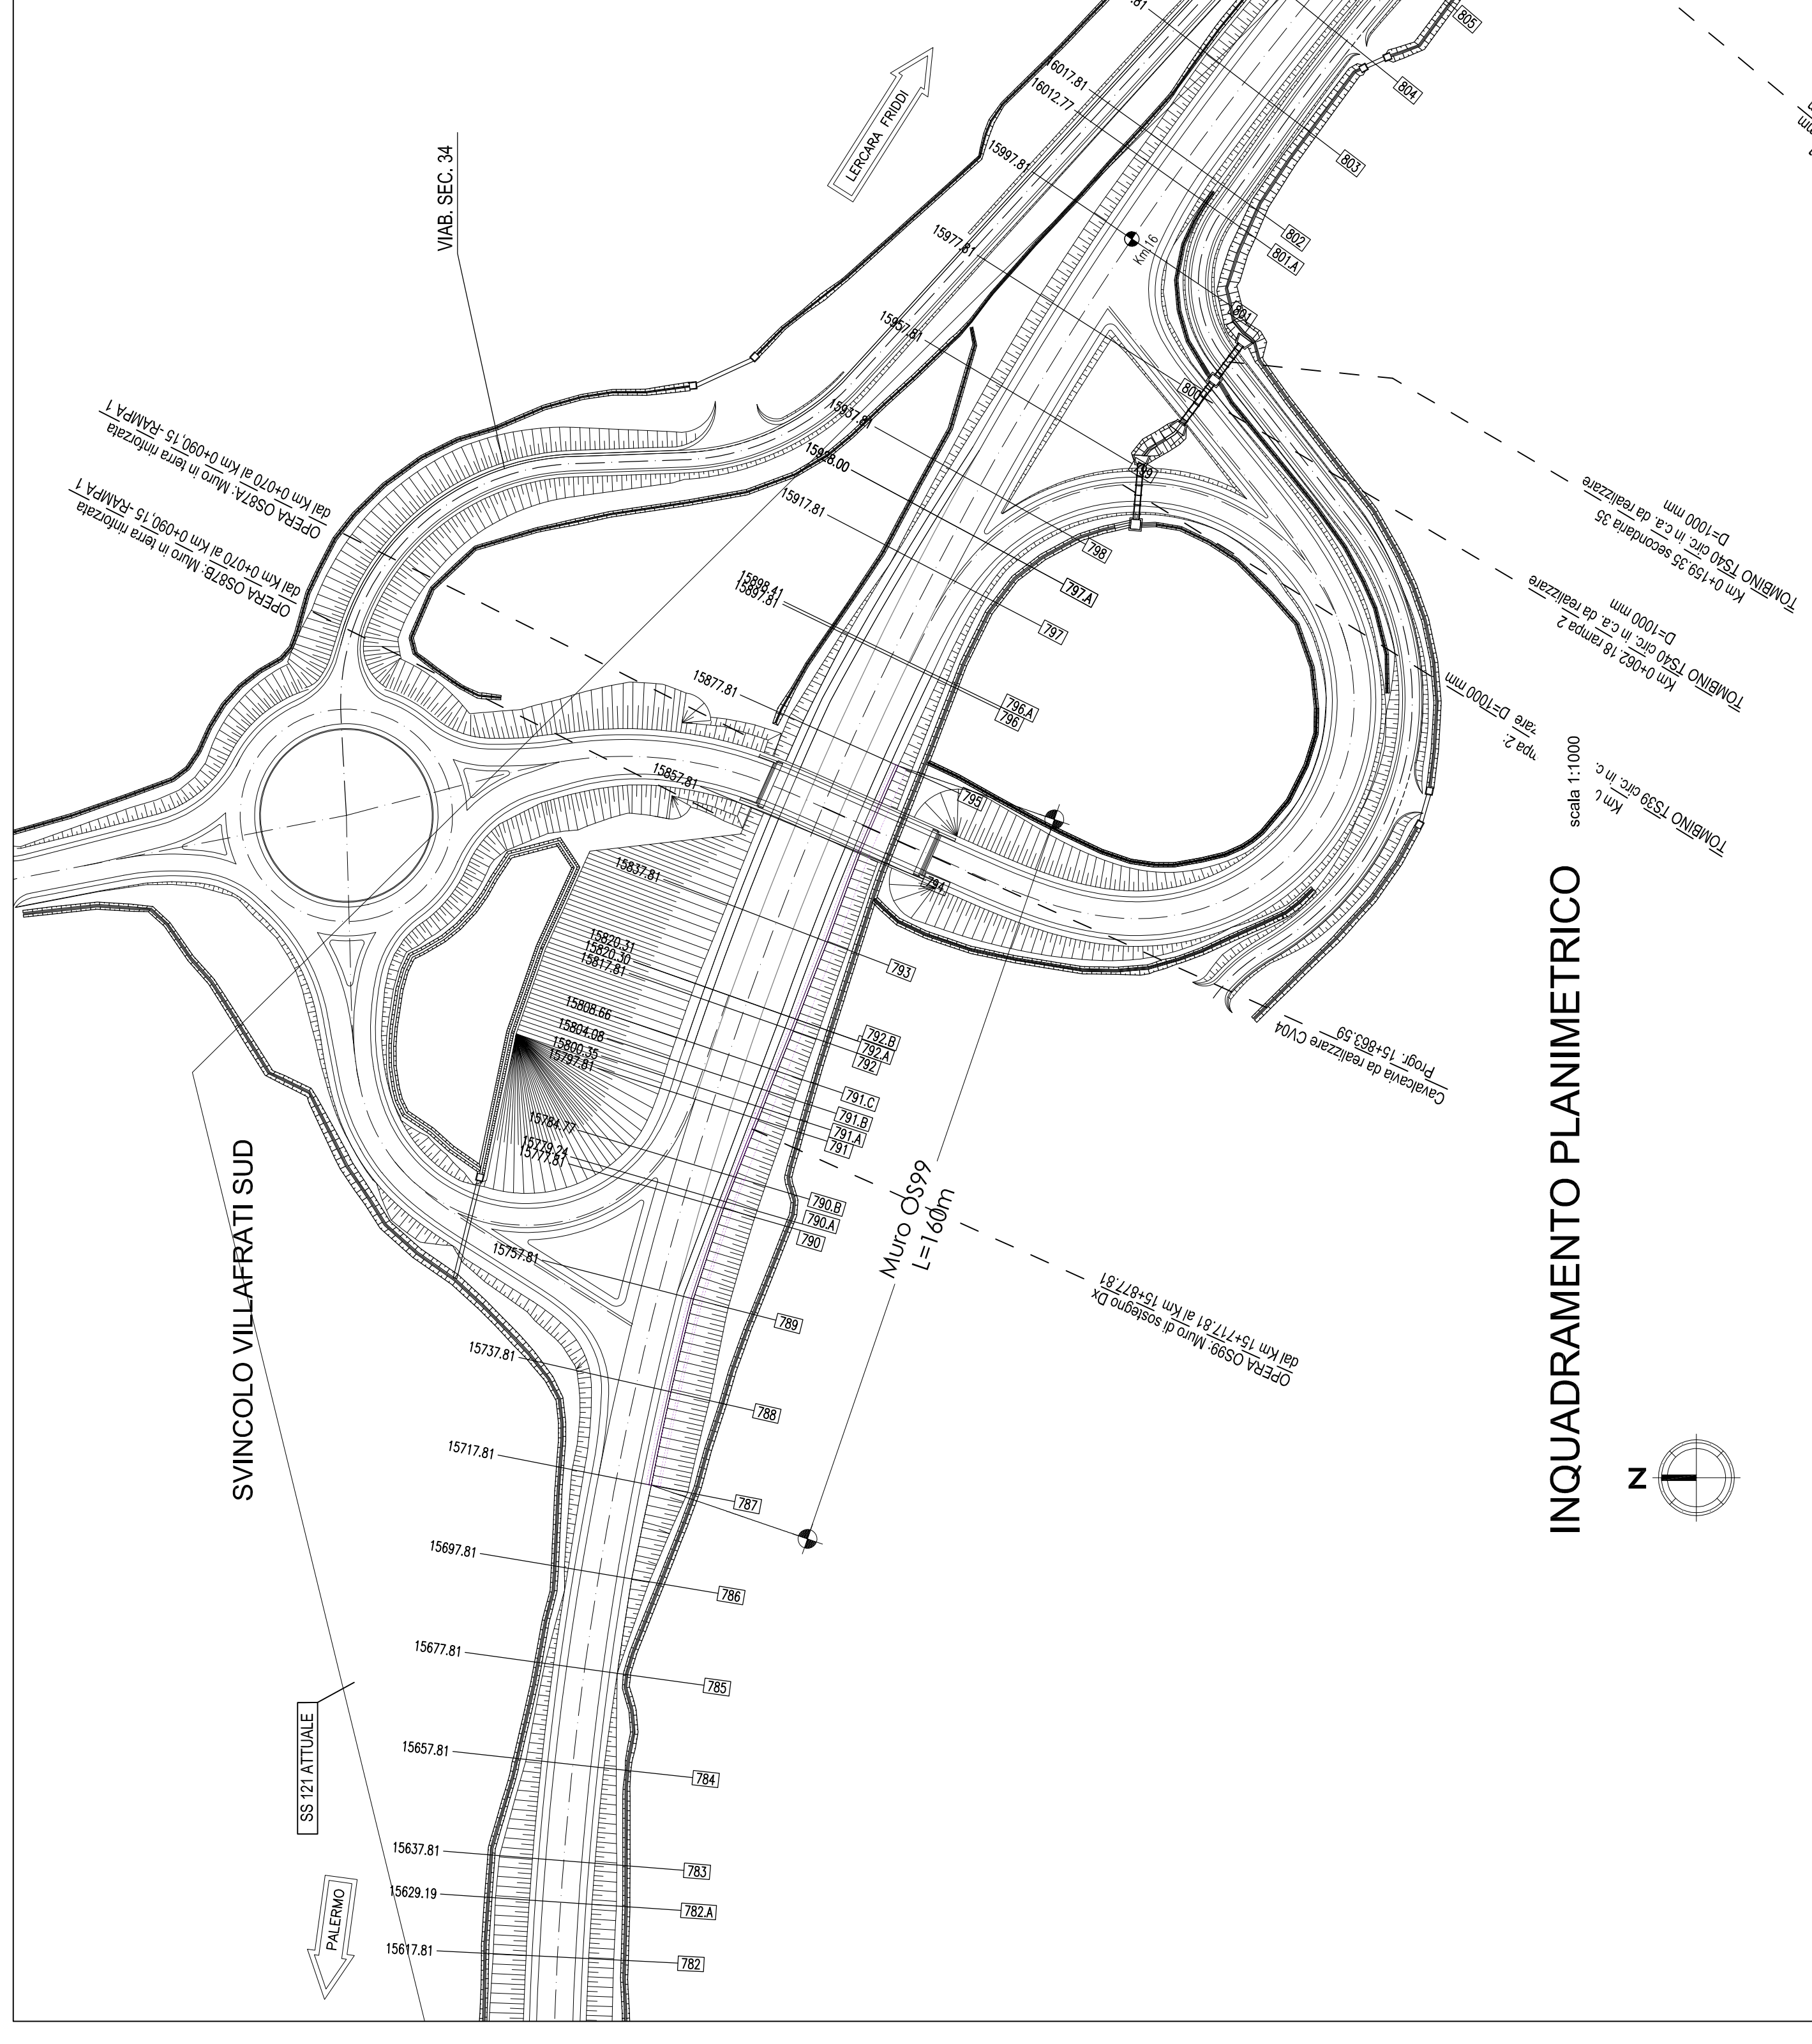 INQUADRAMENTO PLANIMETRICO
scala 1:1000
N
SVINCOLO VILLAFRATI SUD
SS 121 ATTUALE
PALERMO
LERCARA FRIDDI
VIAB. SEC. 34
OPERA OS87A: Muro in terra rinforzata
dal Km 0+070 al Km 0+090,15 -RAMPA 1
OPERA OS87B: Muro in terra rinforzata
dal Km 0+070 al Km 0+090,15 -RAMPA 1
TOMBINO TS40 circ. in c.a. da realizzare
Km 0+159.35 secondaria 35
D=1000 mm
TOMBINO TS40 circ. in c.a. da realizzare
Km 0+062.18 rampa 2
D=1000 mm
TOMBINO TS39 circ. in c.
D=1000 mm
Cavalcavia da realizzare CV04
Progr. 15+863.59
OPERA OS99: Muro di sostegno Dx
dal Km 15+717.81 al Km 15+877.81
Muro OS99
L=160m
Km 16
16017.81
16012.77
15997.81
15977.81
15957.81
15937.81
15928.00
15917.81
15898.41
15897.81
15877.81
15857.81
15837.81
15820.31
15820.30
15817.81
15808.66
15804.08
15800.35
15797.81
15784.77
15779.24
15777.81
15757.81
15737.81
15717.81
15697.81
15677.81
15657.81
15637.81
15629.19
15617.81
805
804
803
802
801.A
801
800
798
797.A
797
796.A
796
795
794
793
792.B
792.A
792
791.C
791.B
791.A
791
790.B
790.A
790
789
788
787
786
785
784
783
782.A
782